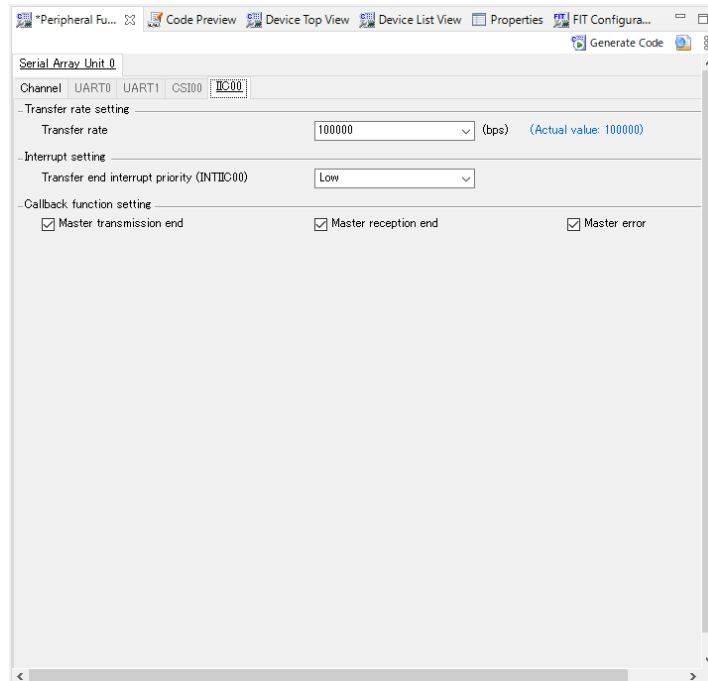 *Peripheral Fu... Code Preview Device Top View Device List View Properties FIT Configura...
Generate Code
Serial Array Unit 0
Channel UART0 UART1 CSI00 IIC00
Transfer rate setting
Transfer rate 100000 (bps) (Actual value: 100000)
Interrupt setting
Transfer end interrupt priority (INTIIC00) Low
Callback function setting
Master transmission end Master reception end Master error